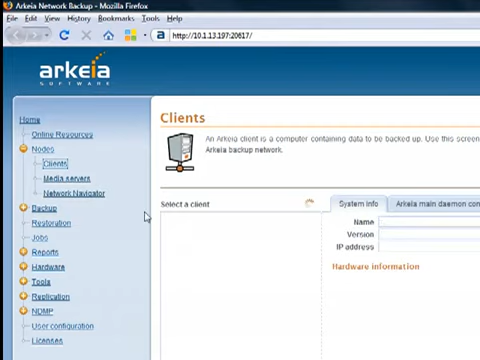 Arkeia Network Backup - Mozilla Firefox
File Edit View History Bookmarks Tools Help
a http://10.1.13.197:20617/
arkeia
SOFTWARE
Home
Online Resources
Nodes
Clients
Media servers
Network Navigator
Backup
Restoration
Jobs
Reports
Hardware
Tools
Replication
NDMP
User configuration
Licenses
Clients
An Arkeia client is a computer containing data to be backed up. Use this screen
Arkeia backup network.
Select a client
System info Arkeia main daemon con
Name
Version
IP address
Hardware information